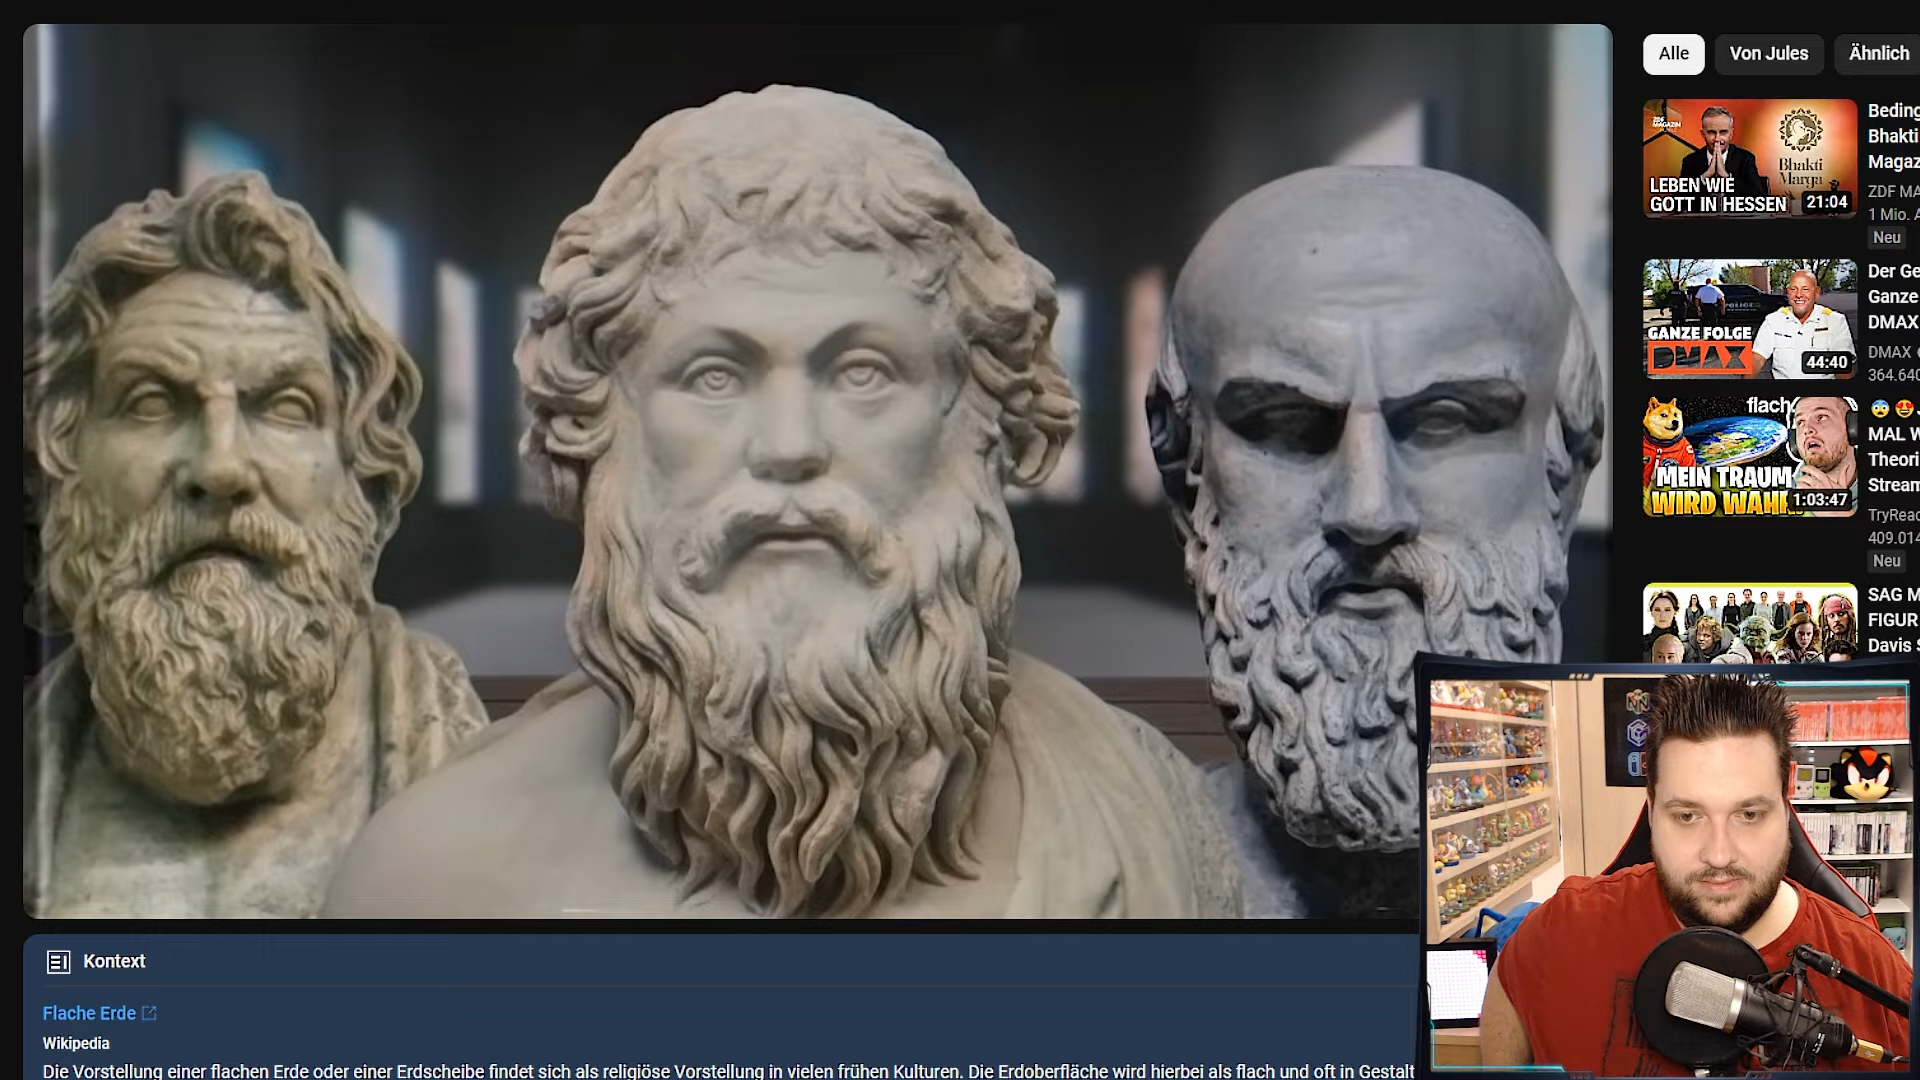 Alle
Von Jules
Ähnlich
LEBEN WIE
GOTT IN HESSEN
Bhakti
Marga
21:04
Beding
Bhakti
Magaz
ZDF MA
1 Mio. A
Neu
POLICE
GANZE FOLGE
DMAX
44:40
Der Ge
Ganze
DMAX
DMAX
364.640
flach
MEIN TRAUM
WIRD WAHR
1:03:47
MAL W
Theori
Stream
TryReac
409.014
Neu
SAG M
FIGUR
Davis S
Kontext
Flache Erde
Wikipedia
Die Vorstellung einer flachen Erde oder einer Erdscheibe findet sich als religiöse Vorstellung in vielen frühen Kulturen. Die Erdoberfläche wird hierbei als flach und oft in Gestalt